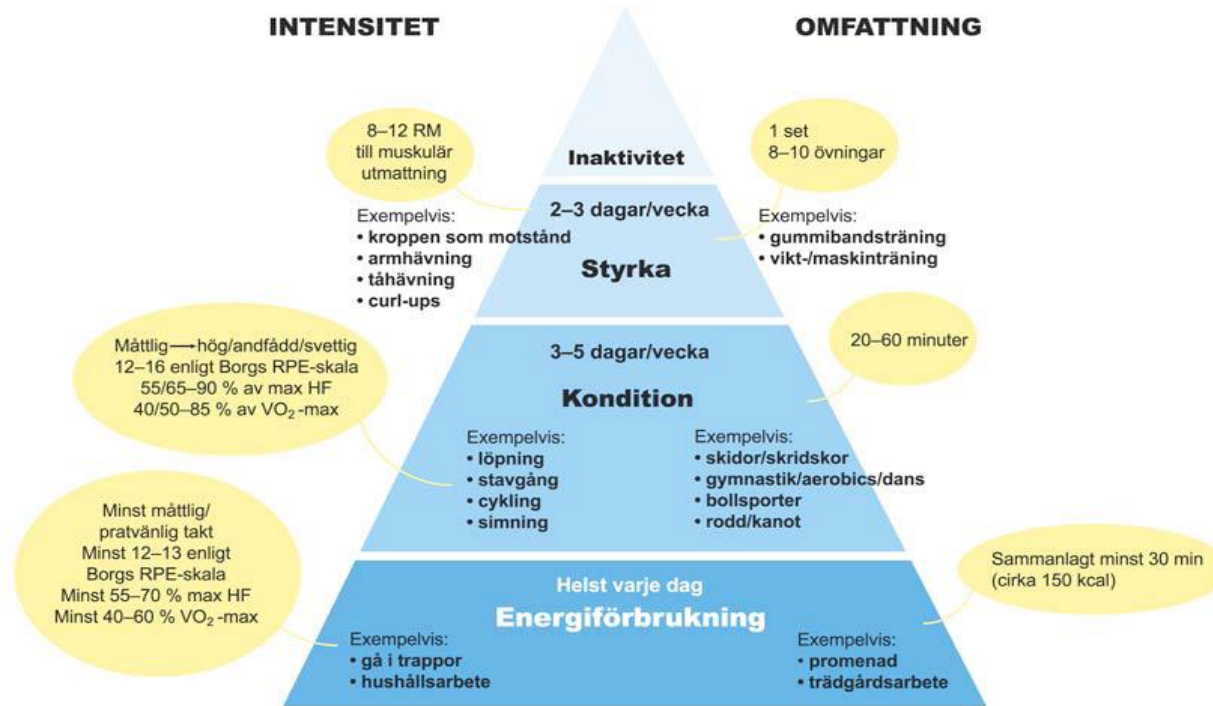 INTENSITET
OMFATTNING
8–12 RM
till muskulär
utmattning
1 set
8–10 övningar
Inaktivitet
2–3 dagar/vecka
Styrka
Exempelvis:
• kroppen som motstånd
• armhävning
• tåhävning
• curl-ups
Exempelvis:
• gummibandsträning
• vikt-/maskinträning
Måttlig→hög/andfådd/svettig
12–16 enligt Borgs RPE-skala
55/65–90 % av max HF
40/50–85 % av VO₂-max
20–60 minuter
3–5 dagar/vecka
Kondition
Exempelvis:
• löpning
• stavgång
• cykling
• simning
Exempelvis:
• skidor/skridskor
• gymnastik/aerobics/dans
• bollsporter
• rodd/kanot
Minst måttlig/
pratvänlig takt
Minst 12–13 enligt
Borgs RPE-skala
Minst 55–70 % max HF
Minst 40–60 % VO₂-max
Sammanlagt minst 30 min
(cirka 150 kcal)
Helst varje dag
Energiförbrukning
Exempelvis:
• gå i trappor
• hushållsarbete
Exempelvis:
• promenad
• trädgårdsarbete